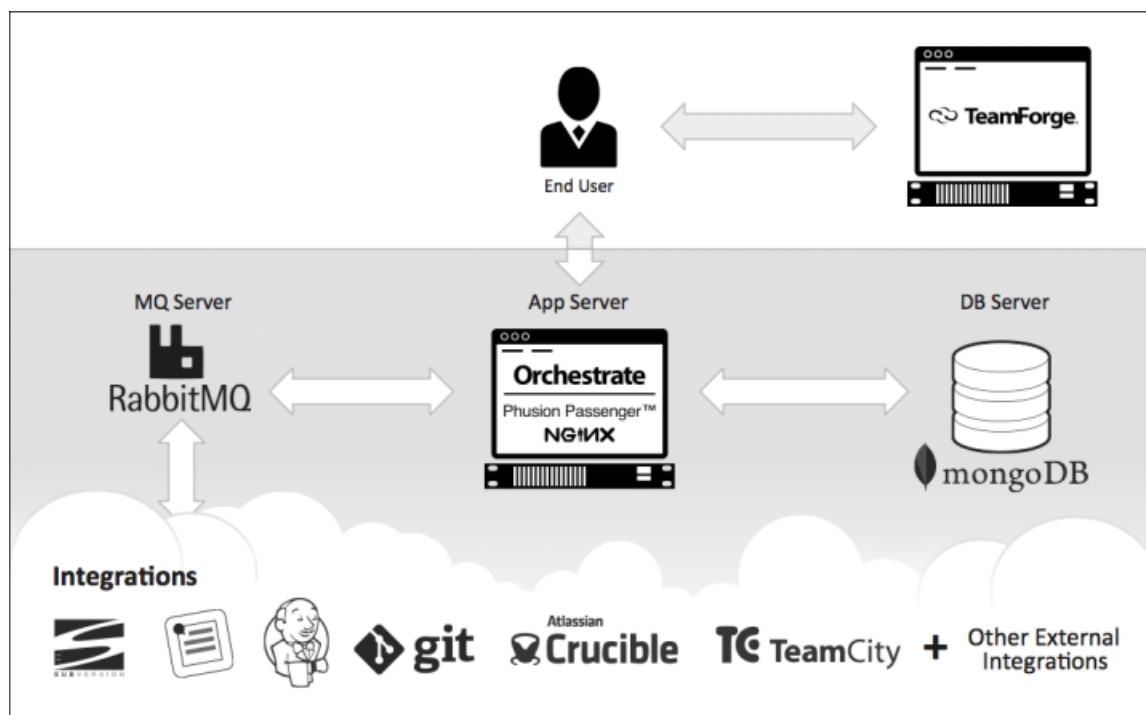 TeamForge.
End User
MQ Server
App Server
DB Server
RabbitMQ
Orchestrate
Phusion Passenger™
NGINX
mongoDB
Integrations
SUBVERSION
git
Atlassian
Crucible
TC TeamCity
+
Other External
Integrations